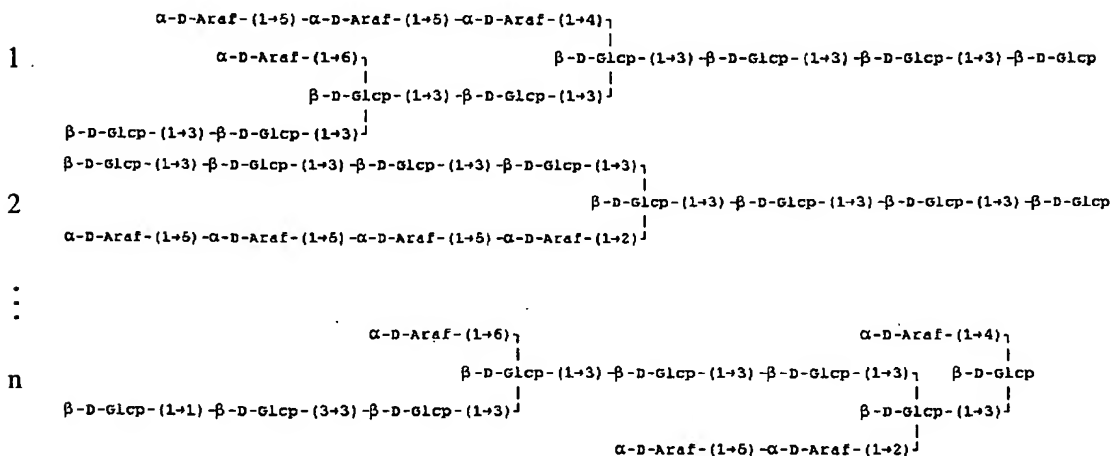 α-D-Araf-(1→5)-α-D-Araf-(1→5)-α-D-Araf-(1→4)
1
α-D-Araf-(1→6) β-D-Glcp-(1→3)-β-D-Glcp-(1→3)-β-D-Glcp-(1→3)-β-D-Glcp
β-D-Glcp-(1→3)-β-D-Glcp-(1→3)
β-D-Glcp-(1→3)-β-D-Glcp-(1→3)
β-D-Glcp-(1→3)-β-D-Glcp-(1→3)-β-D-Glcp-(1→3)-β-D-Glcp-(1→3)
2
β-D-Glcp-(1→3)-β-D-Glcp-(1→3)-β-D-Glcp-(1→3)-β-D-Glcp
α-D-Araf-(1→5)-α-D-Araf-(1→5)-α-D-Araf-(1→5)-α-D-Araf-(1→2)
⋮
α-D-Araf-(1→6) α-D-Araf-(1→4)
n
β-D-Glcp-(1→3)-β-D-Glcp-(1→3)-β-D-Glcp-(1→3) β-D-Glcp
β-D-Glcp-(1→1)-β-D-Glcp-(3→3)-β-D-Glcp-(1→3) β-D-Glcp-(1→3)
α-D-Araf-(1→5)-α-D-Araf-(1→2)